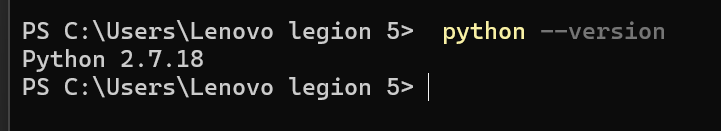 PS C:\Users\Lenovo legion 5>  python --version
Python 2.7.18
PS C:\Users\Lenovo legion 5>